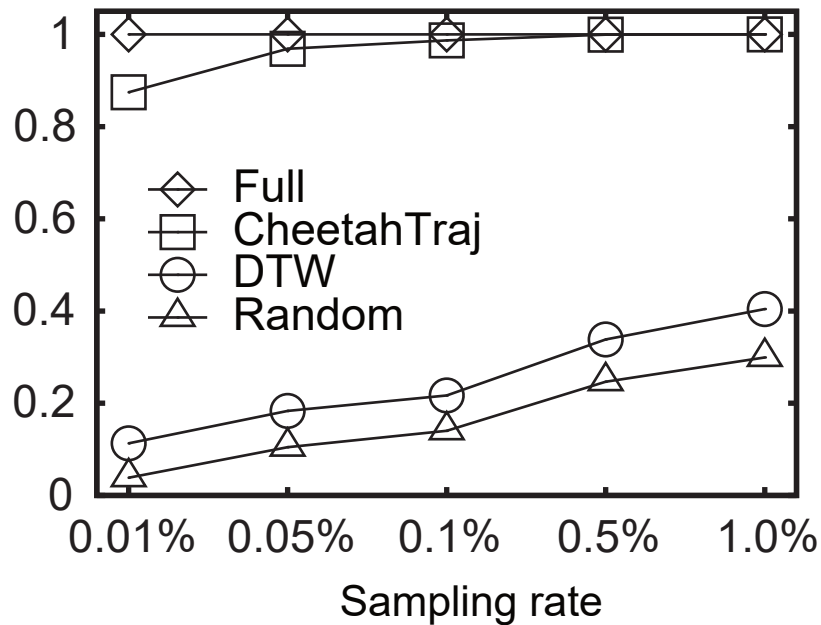 1
0.8
0.6
0.4
0.2
0
Full
CheetahTraj
DTW
Random
0.01% 0.05% 0.1% 0.5% 1.0%
Sampling rate